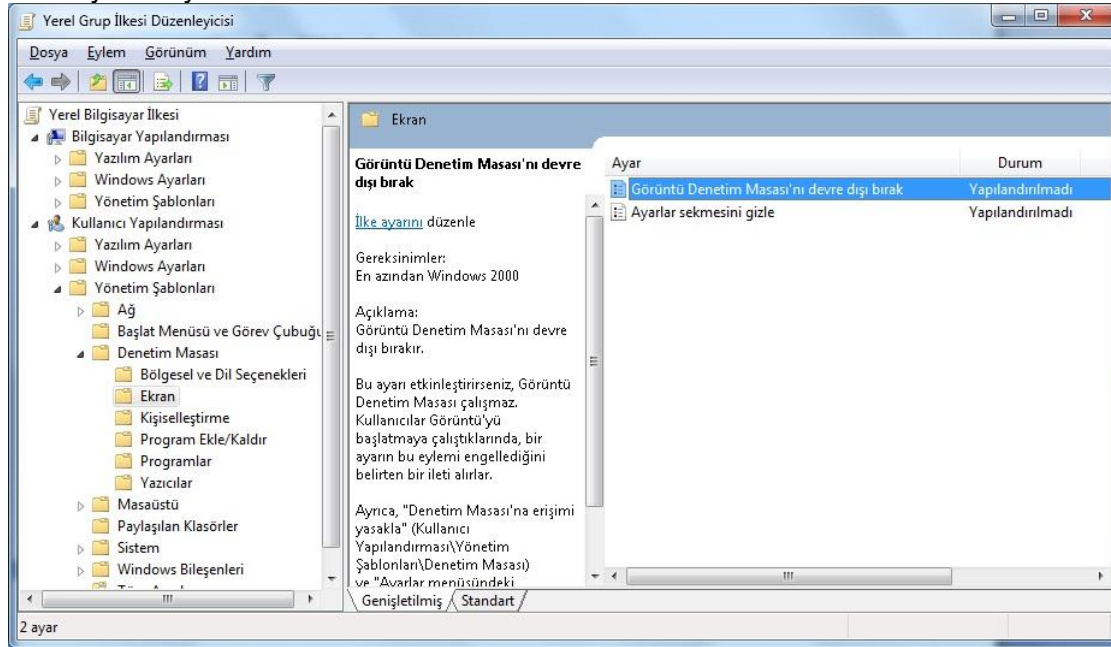 Yerel Grup İlkesi Düzenleyicisi
Dosya Eylem Görünüm Yardım
Yerel Bilgisayar İlkesi
Bilgisayar Yapılandırması
Yazılım Ayarları
Windows Ayarları
Yönetim Şablonları
Kullanıcı Yapılandırması
Yazılım Ayarları
Windows Ayarları
Yönetim Şablonları
Ağ
Başlat Menüsü ve Görev Çubuğu
Denetim Masası
Bölgesel ve Dil Seçenekleri
Ekran
Kişiselleştirme
Program Ekle/Kaldır
Programlar
Yazıcılar
Masaüstü
Paylaşılan Klasörler
Sistem
Windows Bileşenleri
Ekran
Görüntü Denetim Masası'nı devre
dışı bırak
İlke ayarını düzenle
Gereksinimler:
En azından Windows 2000
Açıklama:
Görüntü Denetim Masası'nı devre
dışı bırakır.
Bu ayarı etkinleştirirseniz, Görüntü
Denetim Masası çalışmaz.
Kullanıcılar Görüntü'yü
başlatmaya çalıştıklarında, bir
ayarın bu eylemi engellediğini
belirten bir ileti alırlar.
Ayrıca, "Denetim Masası'na erişimi
yasakla" (Kullanıcı
Yapılandırması\Yönetim
Şablonları\Denetim Masası)
ve "Ayarlar menüsündeki
Ayar Durum
Görüntü Denetim Masası'nı devre dışı bırak Yapılandırılmadı
Ayarlar sekmesini gizle Yapılandırılmadı
Genişletilmiş Standart
2 ayar